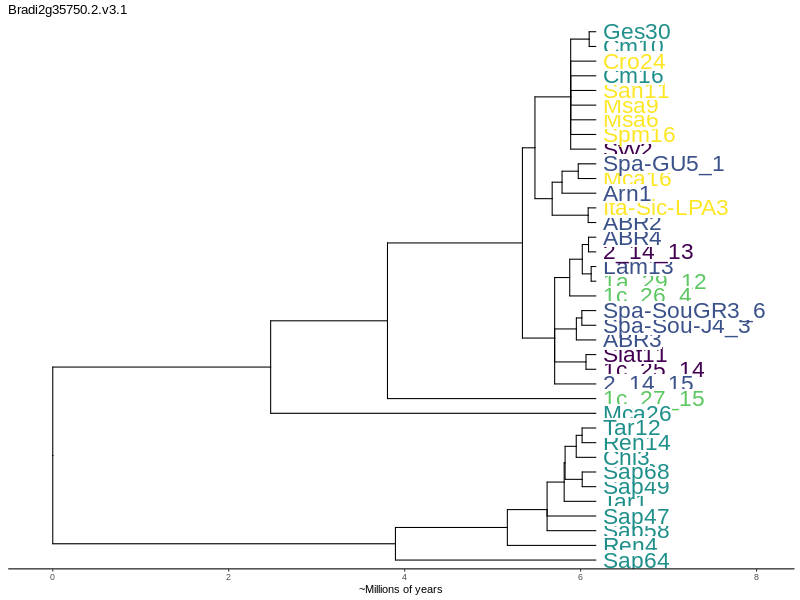 Bradi2g35750.2.v3.1
Ges30
Cm10
Cro24
Cm16
San11
Msa9
Msa6
Spm16
Spa-GU5_1
Mca16
Arn1
Ita-Sic-LPA3
ABR2
ABR4
2_14_13
Lam13
1a_29_12
1c_26_4
Spa-SouGR3_6
Spa-Sou-J4_3
ABR3
Slat11
1c_25_14
2_14_15
1c_27_15
Mca26
Tar12
Ren14
Chi3
Sap68
Sap49
Tar1
Sap47
Sap58
Ren4
Sap64
0 2 4 6 8
~Millions of years